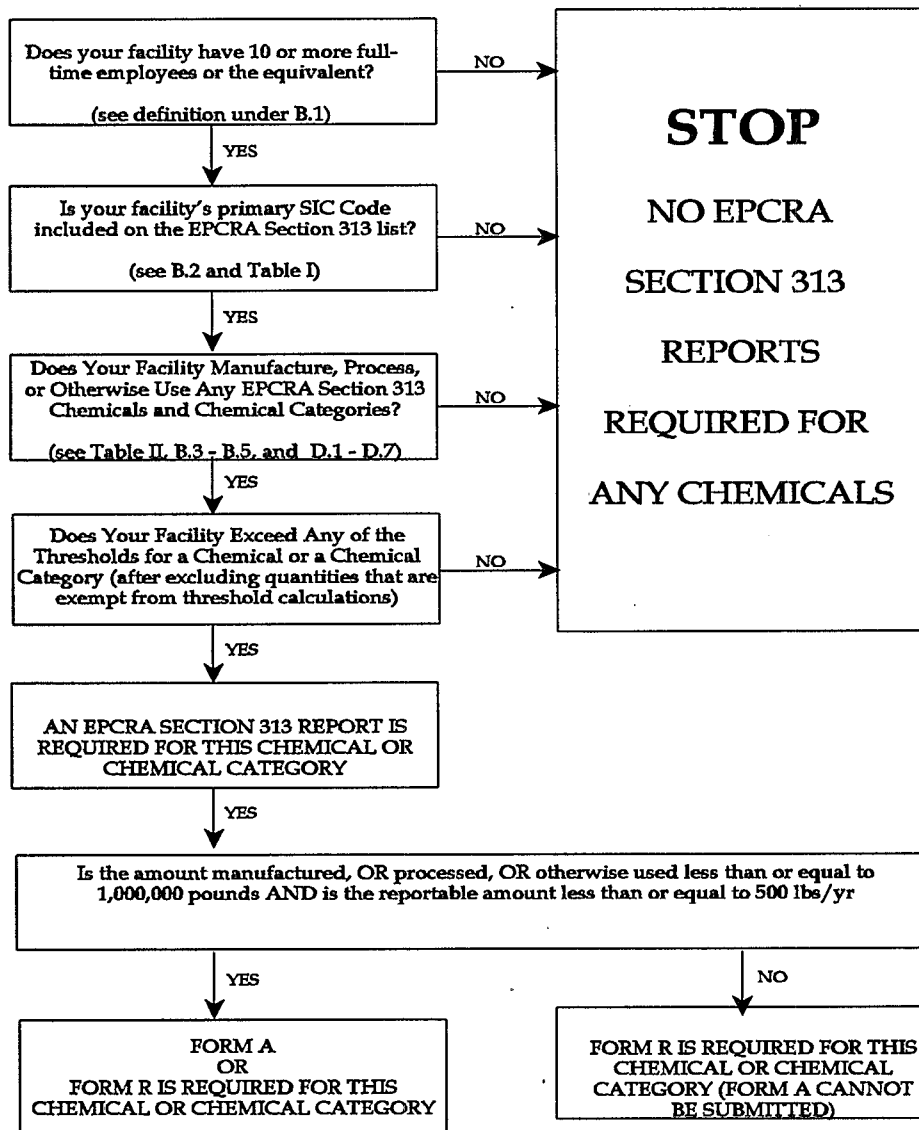 Does your facility have 10 or more full-
time employees or the equivalent?
(see definition under B.1)
NO
YES
Is your facility's primary SIC Code
included on the EPCRA Section 313 list?
(see B.2 and Table I)
NO
YES
Does Your Facility Manufacture, Process,
or Otherwise Use Any EPCRA Section 313
Chemicals and Chemical Categories?
(see Table II, B.3 - B.5, and D.1 - D.7)
NO
YES
Does Your Facility Exceed Any of the
Thresholds for a Chemical or a Chemical
Category (after excluding quantities that are
exempt from threshold calculations)
NO
STOP
NO EPCRA
SECTION 313
REPORTS
REQUIRED FOR
ANY CHEMICALS
YES
AN EPCRA SECTION 313 REPORT IS
REQUIRED FOR THIS CHEMICAL OR
CHEMICAL CATEGORY
YES
Is the amount manufactured, OR processed, OR otherwise used less than or equal to
1,000,000 pounds AND is the reportable amount less than or equal to 500 lbs/yr
YES
NO
FORM A
OR
FORM R IS REQUIRED FOR THIS
CHEMICAL OR CHEMICAL CATEGORY
FORM R IS REQUIRED FOR THIS
CHEMICAL OR CHEMICAL
CATEGORY (FORM A CANNOT
BE SUBMITTED)